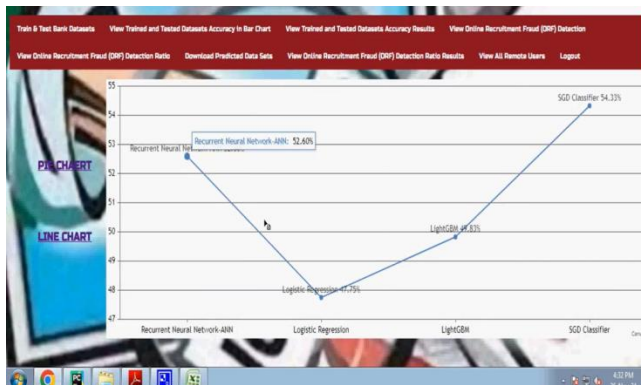 Train & Test Bank Datasets View Trained and Tested Datasets Accuracy in Bar Chart View Trained and Tested Datasets Accuracy Results View Online Recruitment Fraud (ORF) Detection
View Online Recruitment Fraud (ORF) Detection Ratio Download Predicted Data Sets View Online Recruitment Fraud (ORF) Detection Ratio Results View All Remote Users Logout
PIE CHAERT
LINE CHART
55
54
53
52
51
50
49
48
47
SGD Classifier 54.33%
Recurrent Neural
Recurrent Neural Network-ANN: 52.60%
LightGBM 49.83%
Logistic Regression 47.75%
Recurrent Neural Network-ANN Logistic Regression LightGBM SGD Classifier
4:32 PM